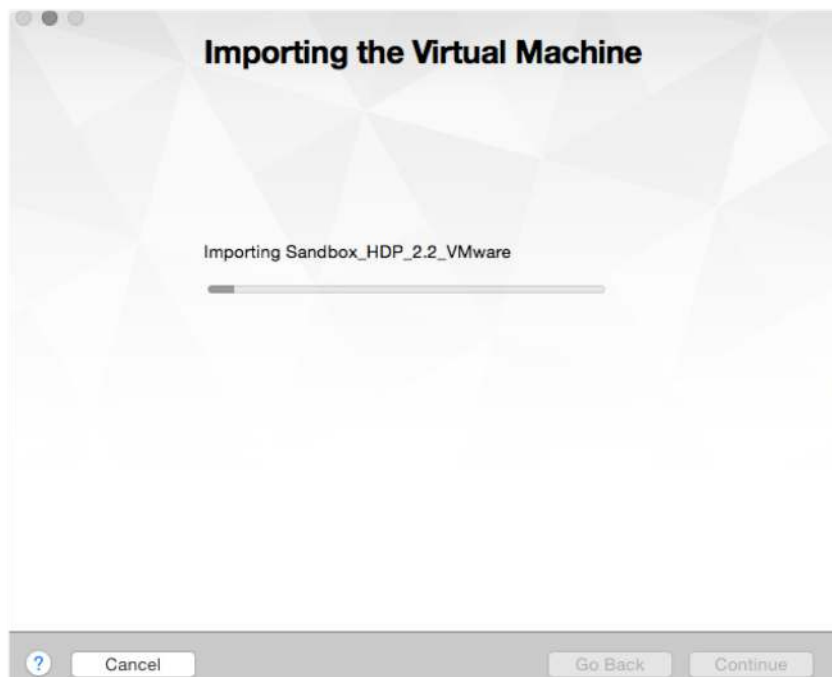 Importing the Virtual Machine
Importing Sandbox_HDP_2.2_VMware
?
Cancel
Go Back
Continue